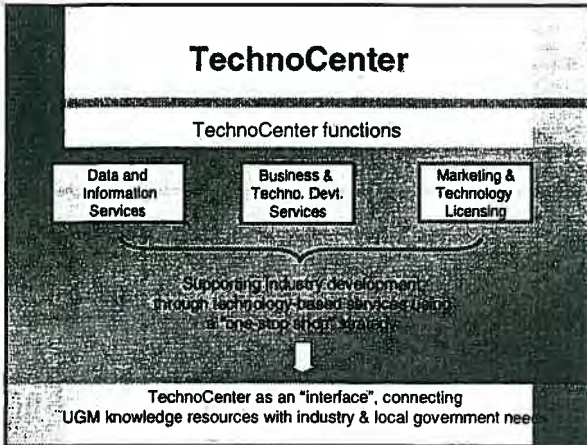 TechnoCenter
TechnoCenter functions
Data and
Information
Services
Business &
Techno. Devt.
Services
Marketing &
Technology
Licensing
Supporting industry development
through technology-based services using
a "one-stop shop" strategy
TechnoCenter as an "interface", connecting
UGM knowledge resources with industry & local government